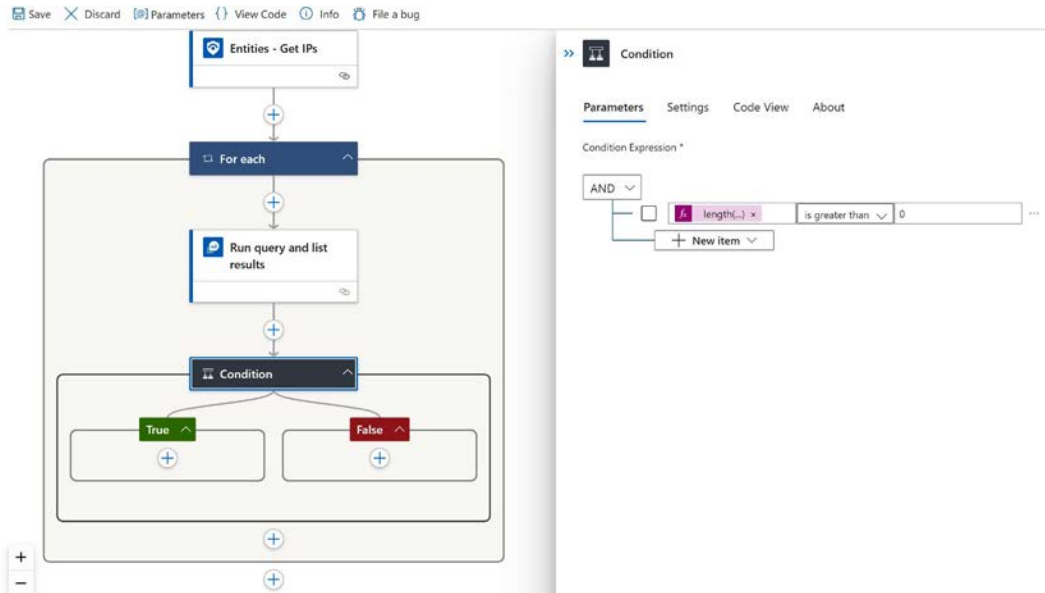 Save Discard [@] Parameters {} View Code Info File a bug
Entities - Get IPs
For each
Run query and list
results
Condition
True
False
+
−
» Condition
Parameters Settings Code View About
Condition Expression *
AND
fx length(...) × is greater than 0 ...
+ New item